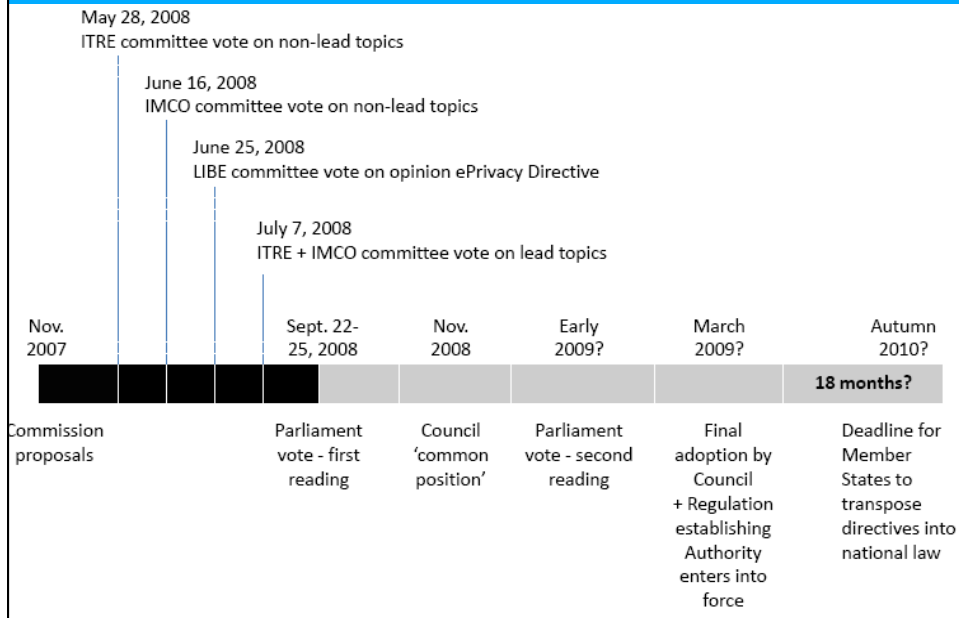 May 28, 2008
ITRE committee vote on non-lead topics
June 16, 2008
IMCO committee vote on non-lead topics
June 25, 2008
LIBE committee vote on opinion ePrivacy Directive
July 7, 2008
ITRE + IMCO committee vote on lead topics
Nov.
2007
Sept. 22-
25, 2008
Nov.
2008
Early
2009?
March
2009?
Autumn
2010?
18 months?
Commission
proposals
Parliament
vote - first
reading
Council
‘common
position’
Parliament
vote - second
reading
Final
adoption by
Council
+ Regulation
establishing
Authority
enters into
force
Deadline for
Member
States to
transpose
directives into
national law